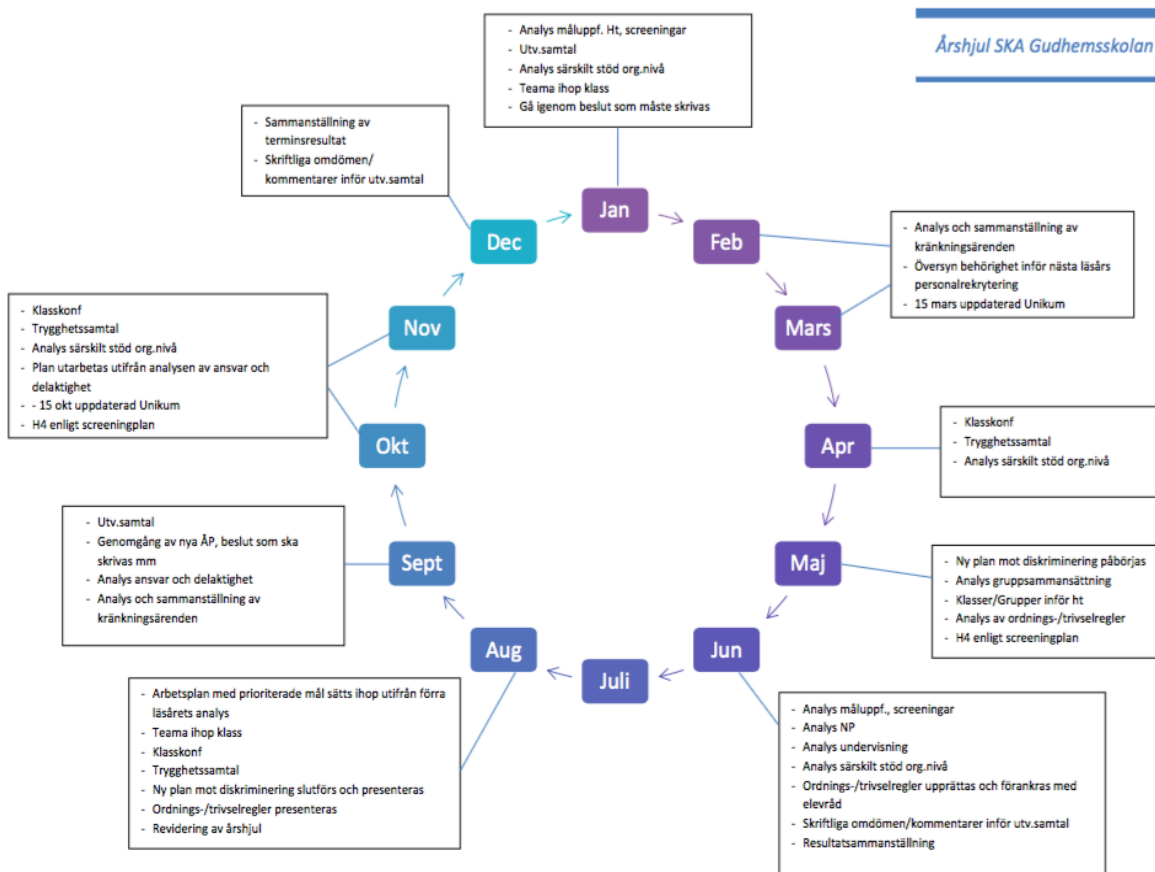 Årshjul SKA Gudhemsskolan
- Analys måluppf. Ht, screeningar
- Utv.samtal
- Analys särskilt stöd org.nivå
- Teama ihop klass
- Gå igenom beslut som måste skrivas
Jan
Feb
- Analys och sammanställning av
kränkningsärenden
- Översyn behörighet inför nästa läsårs
personalrekrytering
- 15 mars uppdaterad Unikum
Mars
Apr
- Klasskonf
- Trygghetssamtal
- Analys särskilt stöd org.nivå
Maj
- Ny plan mot diskriminering påbörjas
- Analys gruppsammansättning
- Klasser/Grupper inför ht
- Analys av ordnings-/trivselregler
- H4 enligt screeningplan
Jun
- Analys måluppf., screeningar
- Analys NP
- Analys undervisning
- Analys särskilt stöd org.nivå
- Ordnings-/trivselregler upprättas och förankras med
elevråd
- Skriftliga omdömen/kommentarer inför utv.samtal
- Resultatsammanställning
Juli
Aug
- Arbetsplan med prioriterade mål sätts ihop utifrån förra
läsårets analys
- Teama ihop klass
- Klasskonf
- Trygghetssamtal
- Ny plan mot diskriminering slutförs och presenteras
- Ordnings-/trivselregler presenteras
- Revidering av årshjul
Sept
- Utv.samtal
- Genomgång av nya ÅP, beslut som ska
skrivas mm
- Analys ansvar och delaktighet
- Analys och sammanställning av
kränkningsärenden
Okt
Nov
- Klasskonf
- Trygghetssamtal
- Analys särskilt stöd org.nivå
- Plan utarbetas utifrån analysen av ansvar och
delaktighet
- - 15 okt uppdaterad Unikum
- H4 enligt screeningplan
Dec
- Sammanställning av
terminsresultat
- Skriftliga omdömen/
kommentarer inför utv.samtal